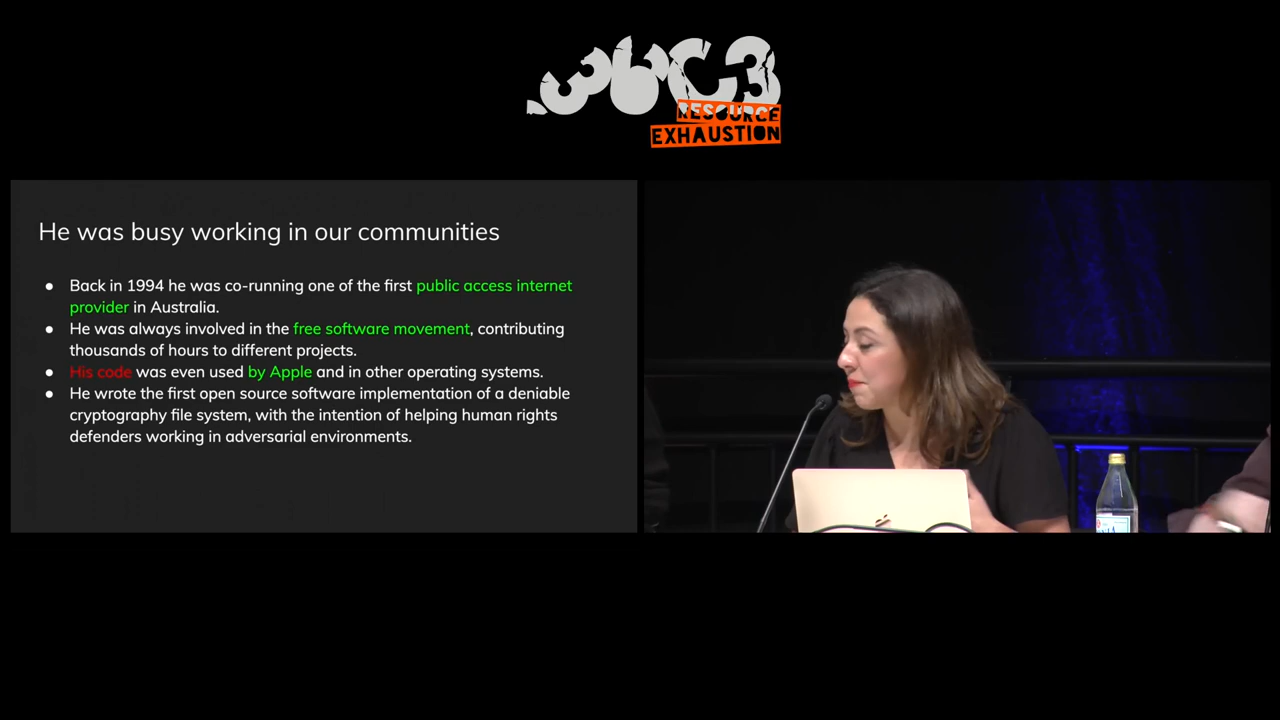 36C3
RESOURCE
EXHAUSTION
He was busy working in our communities
● Back in 1994 he was co-running one of the first public access internet
provider in Australia.
● He was always involved in the free software movement, contributing
thousands of hours to different projects.
● His code was even used by Apple and in other operating systems.
● He wrote the first open source software implementation of a deniable
cryptography file system, with the intention of helping human rights
defenders working in adversarial environments.